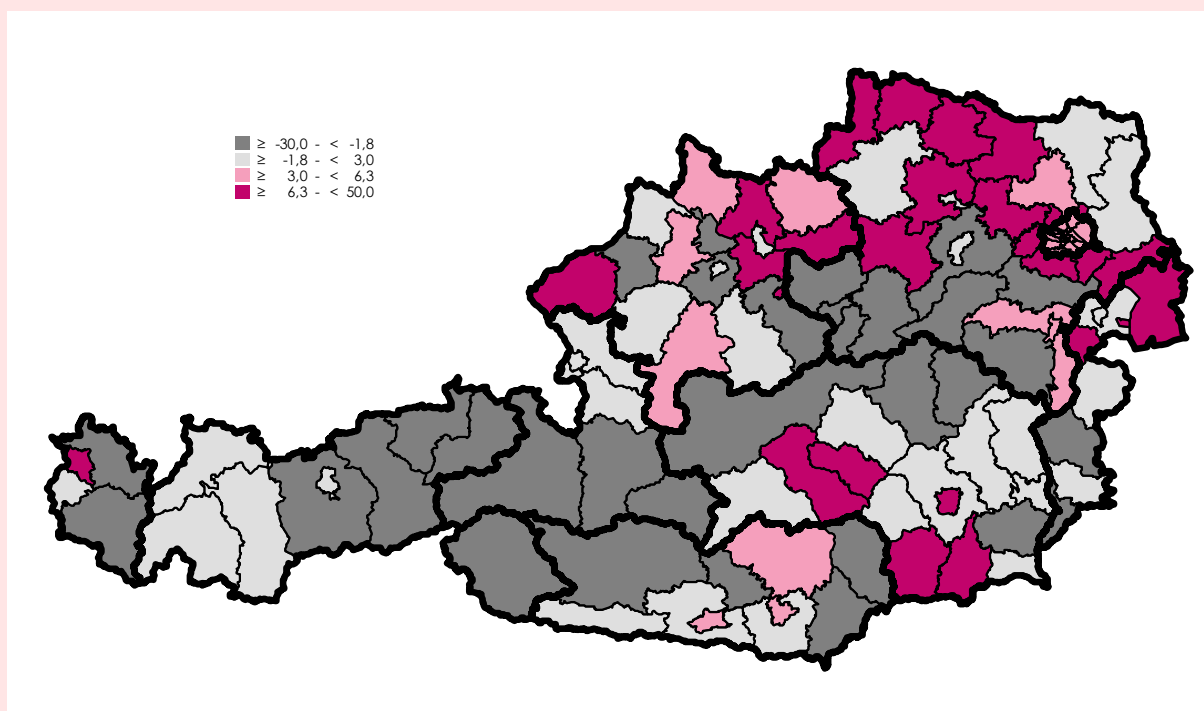 ≥ -30,0 - < -1,8
≥ -1,8 - < 3,0
≥ 3,0 - < 6,3
≥ 6,3 - < 50,0